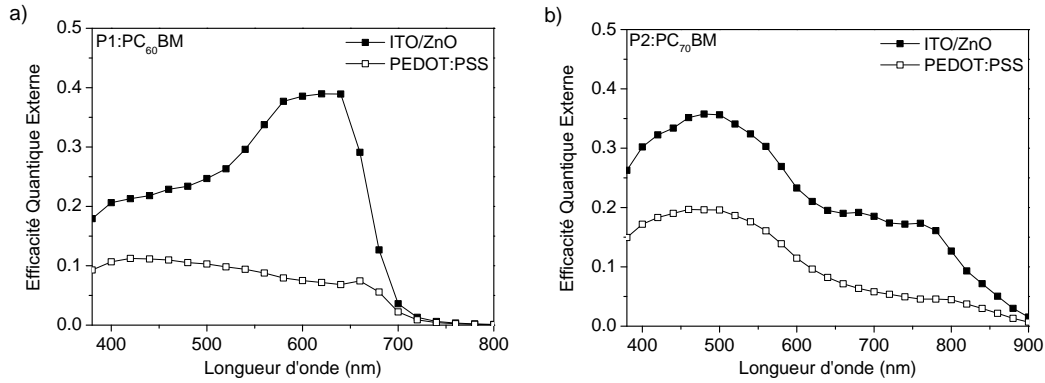 a)
P1:PC60BM
ITO/ZnO
PEDOT:PSS
Efficacité Quantique Externe
0.5
0.4
0.3
0.2
0.1
0.0
400
500
600
700
800
Longueur d'onde (nm)
b)
P2:PC70BM
ITO/ZnO
PEDOT:PSS
Efficacité Quantique Externe
0.5
0.4
0.3
0.2
0.1
0.0
400
500
600
700
800
900
Longueur d'onde (nm)